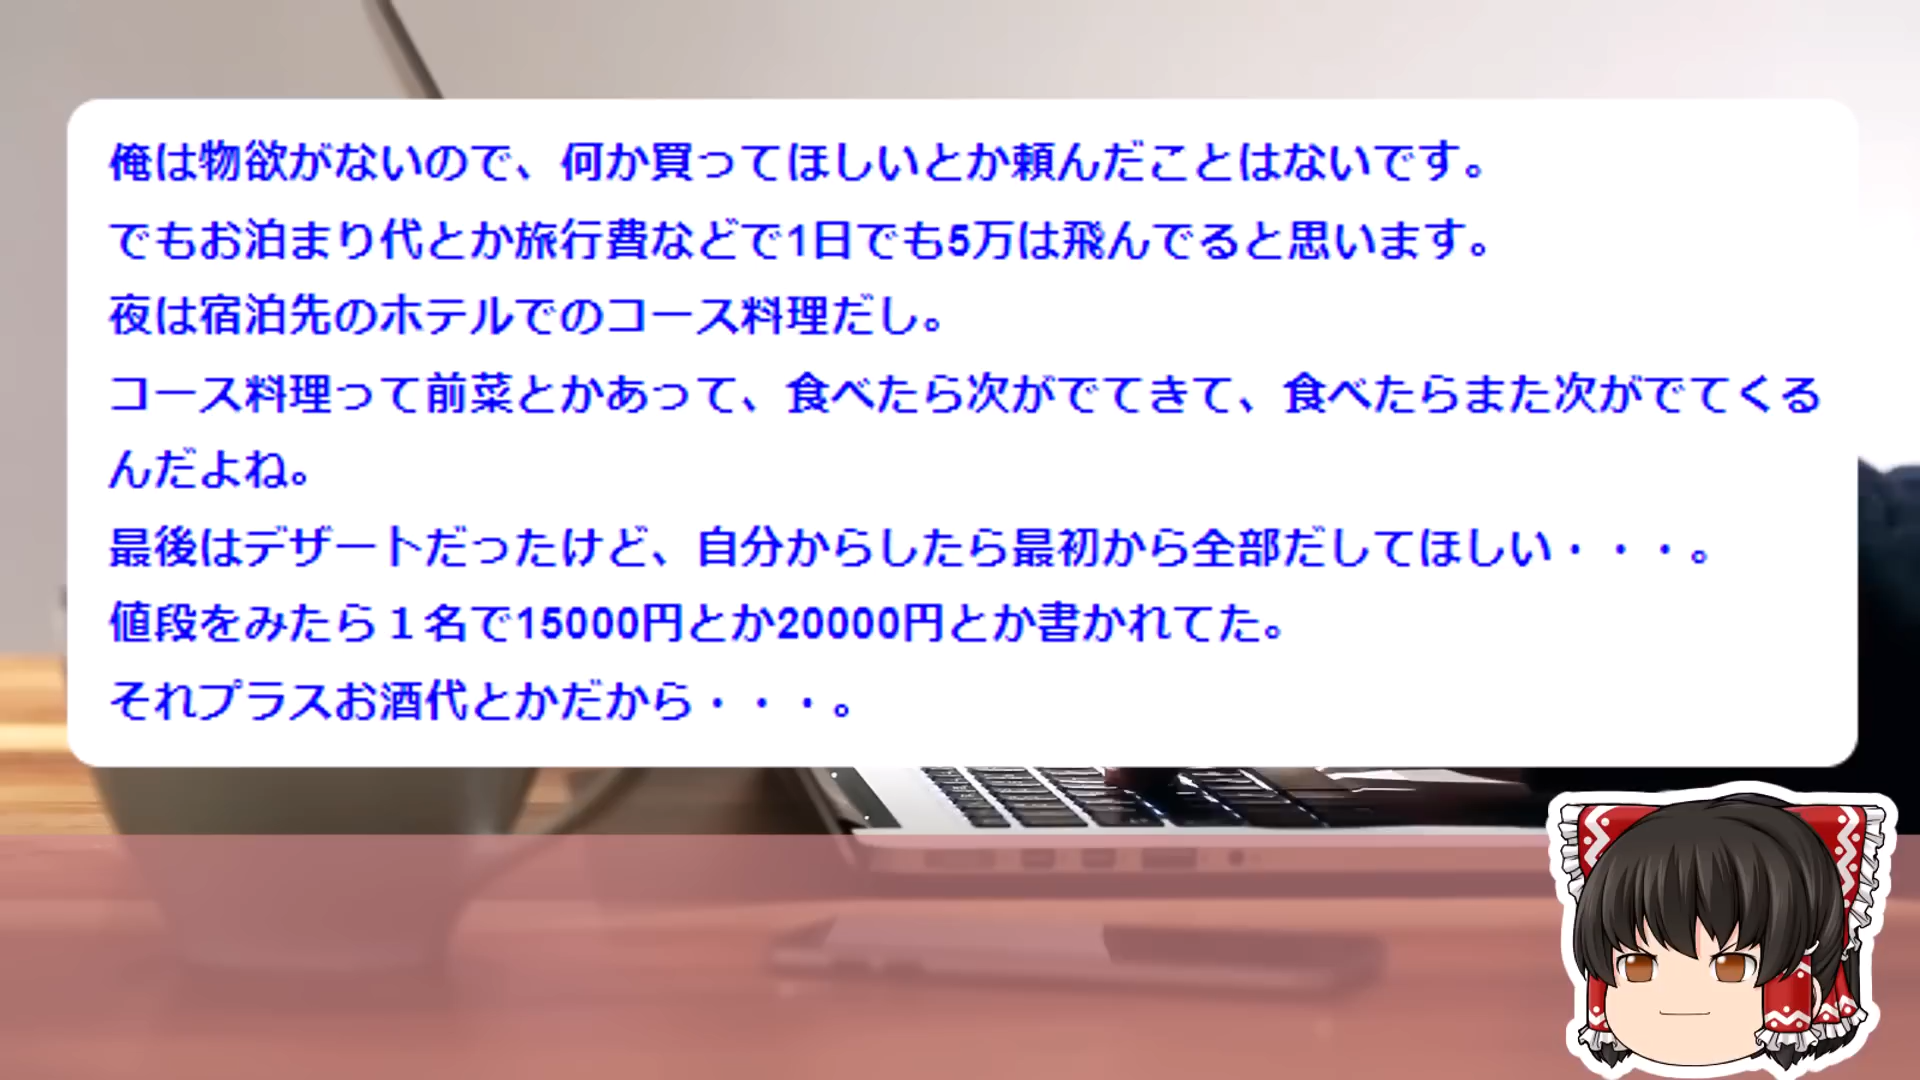 俺は物欲がないので、何か買ってほしいとか頼んだことはないです。
でもお泊まり代とか旅行費などで1日でも5万は飛んでると思います。
夜は宿泊先のホテルでのコース料理だし。
コース料理って前菜とかあって、食べたら次がでてきて、食べたらまた次がでてくる
んだよね。
最後はデザートだったけど、自分からしたら最初から全部だしてほしい・・・。
値段をみたら１名で15000円とか20000円とか書かれてた。
それプラスお酒代とかだから・・・。